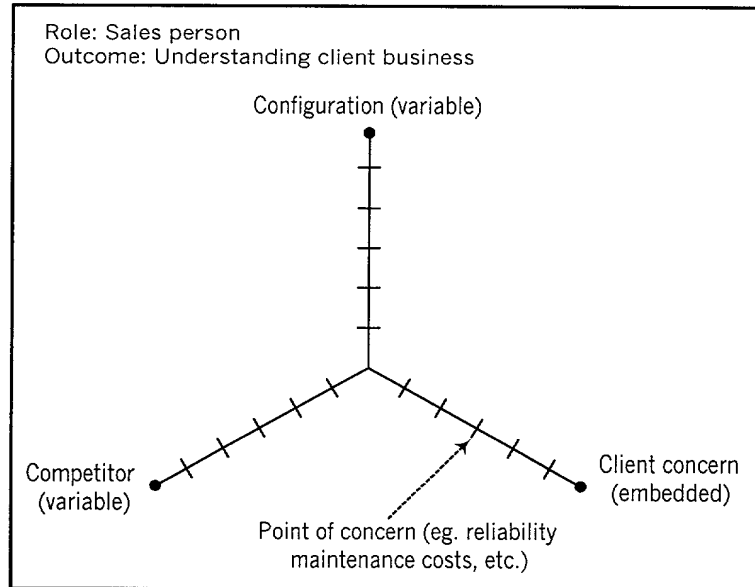 Role: Sales person
Outcome: Understanding client business
Configuration (variable)
Competitor
(variable)
Client concern
(embedded)
Point of concern (eg. reliability
maintenance costs, etc.)